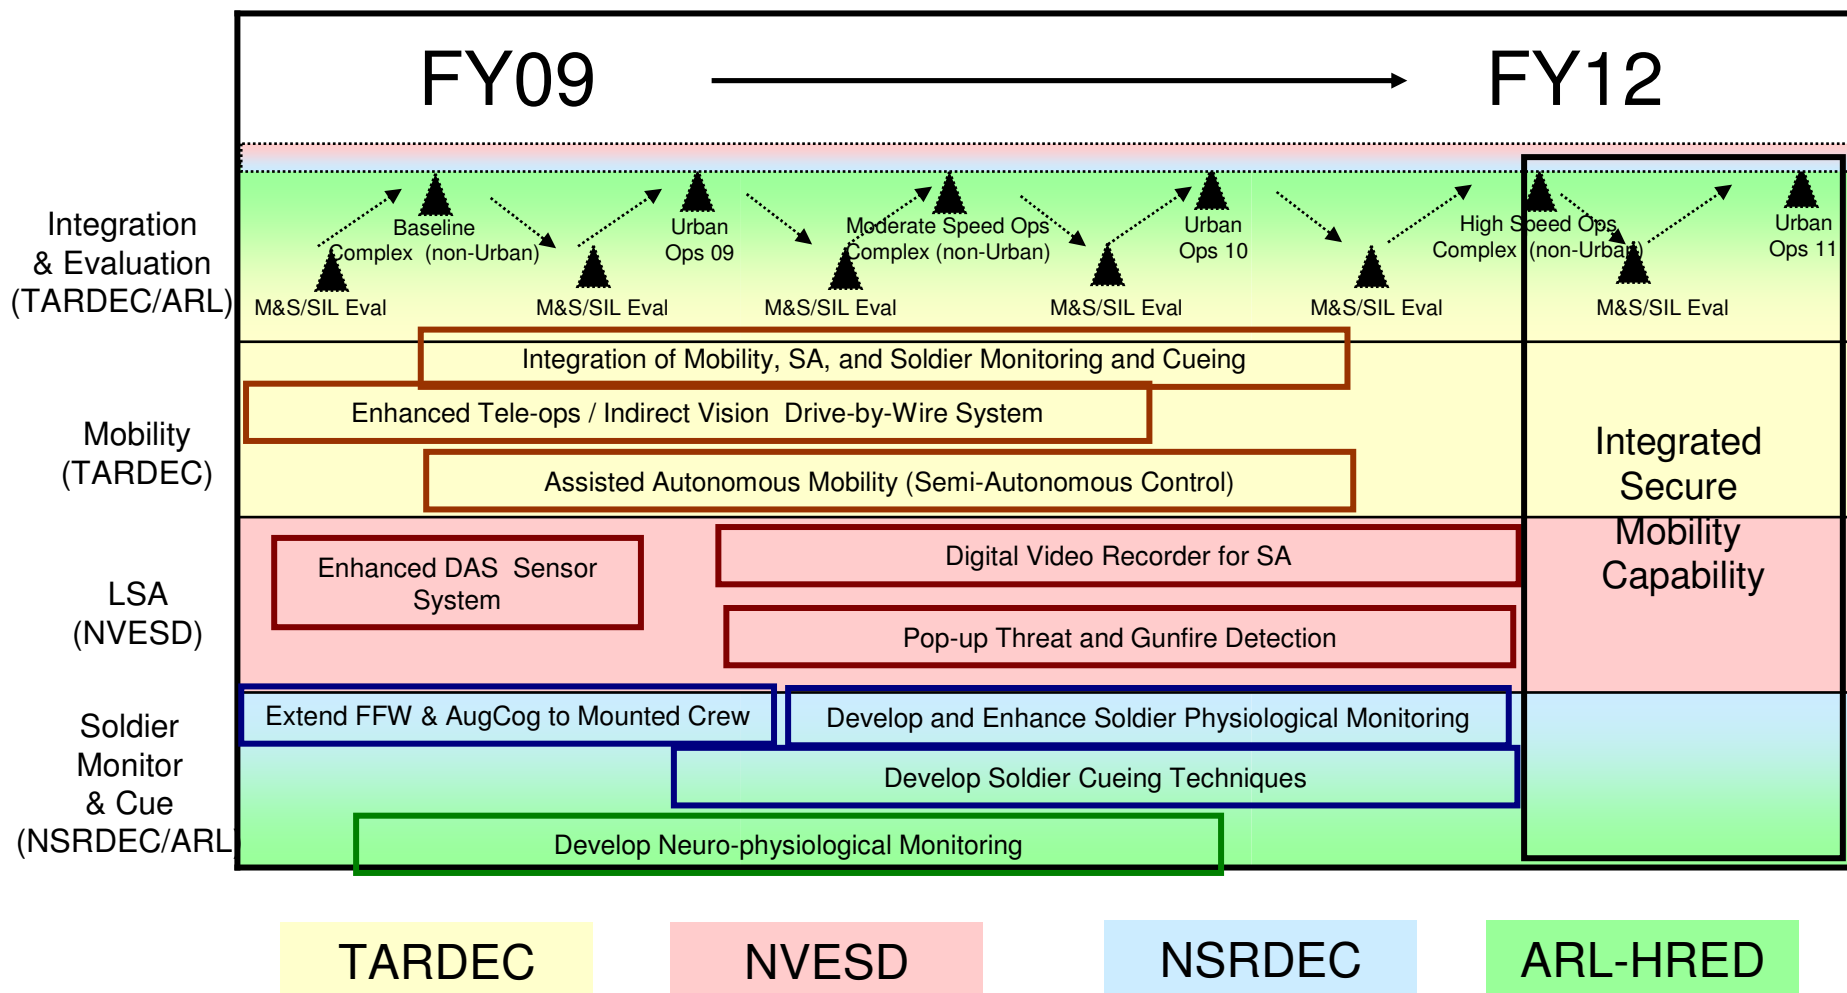 FY09
FY12
Integration
& Evaluation
(TARDEC/ARL)
Baseline
Complex (non-Urban)
Urban
Ops 09
Moderate Speed Ops
Complex (non-Urban)
Urban
Ops 10
High Speed Ops
Complex (non-Urban)
Urban
Ops 11
M&S/SIL Eval
M&S/SIL Eval
M&S/SIL Eval
M&S/SIL Eval
M&S/SIL Eval
M&S/SIL Eval
Mobility
(TARDEC)
Integration of Mobility, SA, and Soldier Monitoring and Cueing
Enhanced Tele-ops / Indirect Vision Drive-by-Wire System
Assisted Autonomous Mobility (Semi-Autonomous Control)
Integrated
Secure
Mobility
Capability
LSA
(NVESD)
Enhanced DAS Sensor
System
Digital Video Recorder for SA
Pop-up Threat and Gunfire Detection
Soldier
Monitor
& Cue
(NSRDEC/ARL)
Extend FFW & AugCog to Mounted Crew
Develop and Enhance Soldier Physiological Monitoring
Develop Soldier Cueing Techniques
Develop Neuro-physiological Monitoring
TARDEC
NVESD
NSRDEC
ARL-HRED